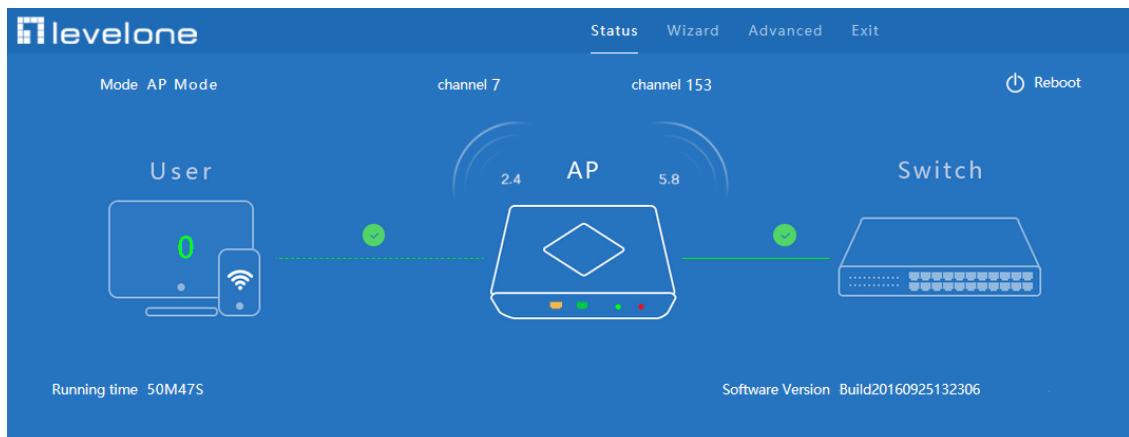 levelone Status Wizard Advanced Exit
Mode AP Mode channel 7 channel 153 Reboot
User AP Switch
2.4 5.8
0
Running time 50M47S Software Version Build20160925132306